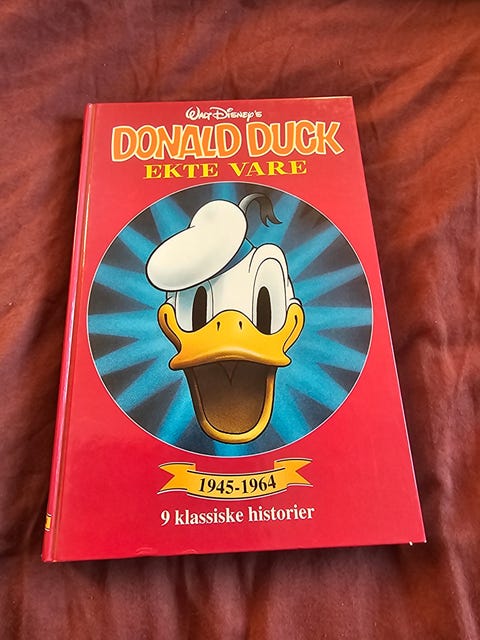 Walt Disney's
DONALD DUCK
EKTE VARE
1945-1964
9 klassiske historier